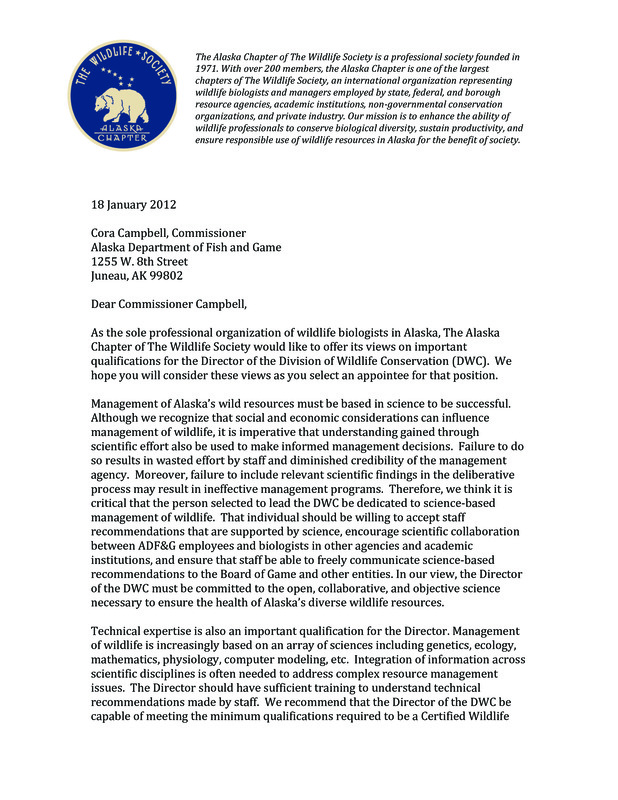 THE WILDLIFE SOCIETY
ALASKA
CHAPTER
The Alaska Chapter of The Wildlife Society is a professional society founded in
1971. With over 200 members, the Alaska Chapter is one of the largest
chapters of The Wildlife Society, an international organization representing
wildlife biologists and managers employed by state, federal, and borough
resource agencies, academic institutions, non-governmental conservation
organizations, and private industry. Our mission is to enhance the ability of
wildlife professionals to conserve biological diversity, sustain productivity, and
ensure responsible use of wildlife resources in Alaska for the benefit of society.
18 January 2012
Cora Campbell, Commissioner
Alaska Department of Fish and Game
1255 W. 8th Street
Juneau, AK 99802
Dear Commissioner Campbell,
As the sole professional organization of wildlife biologists in Alaska, The Alaska
Chapter of The Wildlife Society would like to offer its views on important
qualifications for the Director of the Division of Wildlife Conservation (DWC).  We
hope you will consider these views as you select an appointee for that position.
Management of Alaska's wild resources must be based in science to be successful.
Although we recognize that social and economic considerations can influence
management of wildlife, it is imperative that understanding gained through
scientific effort also be used to make informed management decisions.  Failure to do
so results in wasted effort by staff and diminished credibility of the management
agency.  Moreover, failure to include relevant scientific findings in the deliberative
process may result in ineffective management programs.  Therefore, we think it is
critical that the person selected to lead the DWC be dedicated to science-based
management of wildlife.  That individual should be willing to accept staff
recommendations that are supported by science, encourage scientific collaboration
between ADF&G employees and biologists in other agencies and academic
institutions, and ensure that staff be able to freely communicate science-based
recommendations to the Board of Game and other entities. In our view, the Director
of the DWC must be committed to the open, collaborative, and objective science
necessary to ensure the health of Alaska's diverse wildlife resources.
Technical expertise is also an important qualification for the Director. Management
of wildlife is increasingly based on an array of sciences including genetics, ecology,
mathematics, physiology, computer modeling, etc.  Integration of information across
scientific disciplines is often needed to address complex resource management
issues.  The Director should have sufficient training to understand technical
recommendations made by staff.  We recommend that the Director of the DWC be
capable of meeting the minimum qualifications required to be a Certified Wildlife